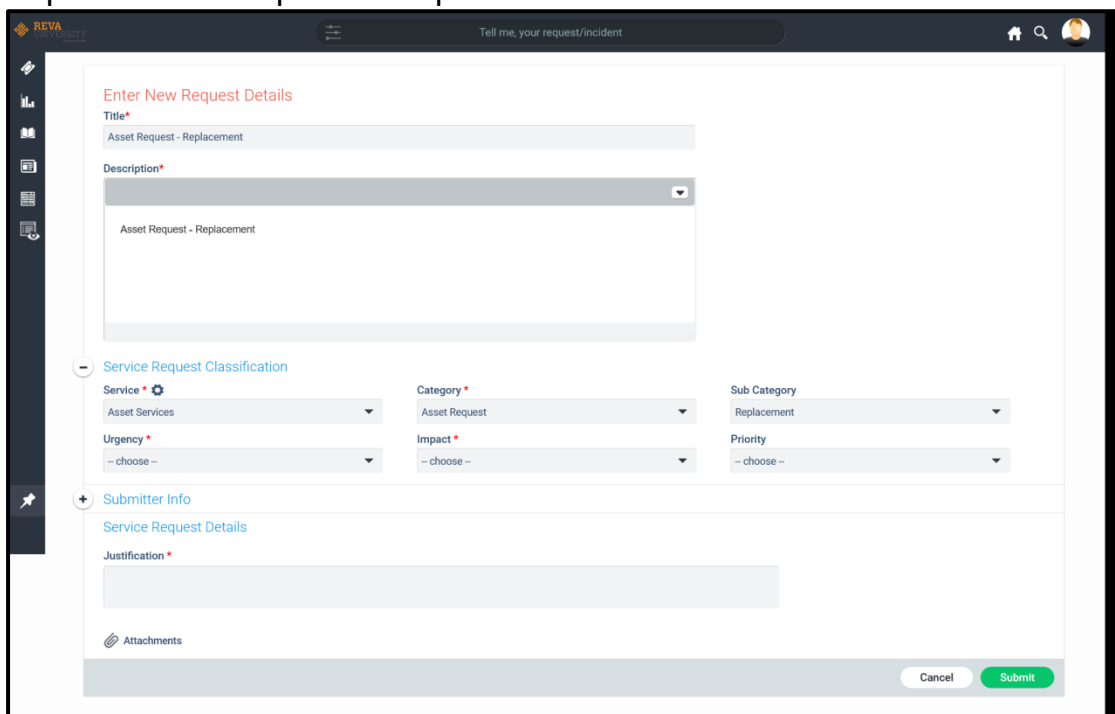 REVA
UNIVERSITY
Tell me, your request/incident
Enter New Request Details
Title*
Asset Request - Replacement
Description*
Asset Request - Replacement
Service Request Classification
Service * Category * Sub Category
Asset Services Asset Request Replacement
Urgency * Impact * Priority
-- choose -- -- choose -- -- choose --
Submitter Info
Service Request Details
Justification *
Attachments
Cancel Submit